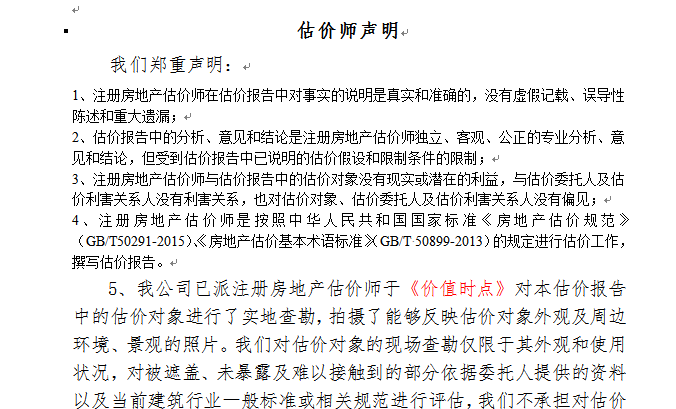 估价师声明
我们郑重声明：
1、注册房地产估价师在估价报告中对事实的说明是真实和准确的，没有虚假记载、误导性
陈述和重大遗漏；
2、估价报告中的分析、意见和结论是注册房地产估价师独立、客观、公正的专业分析、意
见和结论，但受到估价报告中已说明的估价假设和限制条件的限制；
3、注册房地产估价师与估价报告中的估价对象没有现实或潜在的利益，与估价委托人及估
价利害关系人没有利害关系，也对估价对象、估价委托人及估价利害关系人没有偏见；
4、注册房地产估价师是按照中华人民共和国国家标准《房地产估价规范》
（GB/T50291-2015）、《房地产估价基本术语标准》（GB/T 50899-2013）的规定进行估价工作，
撰写估价报告。
5、我公司已派注册房地产估价师于《价值时点》对本估价报告
中的估价对象进行了实地查勘，拍摄了能够反映估价对象外观及周边
环境、景观的照片。我们对估价对象的现场查勘仅限于其外观和使用
状况，对被遮盖、未暴露及难以接触到的部分依据委托人提供的资料
以及当前建筑行业一般标准或相关规范进行评估，我们不承担对估价